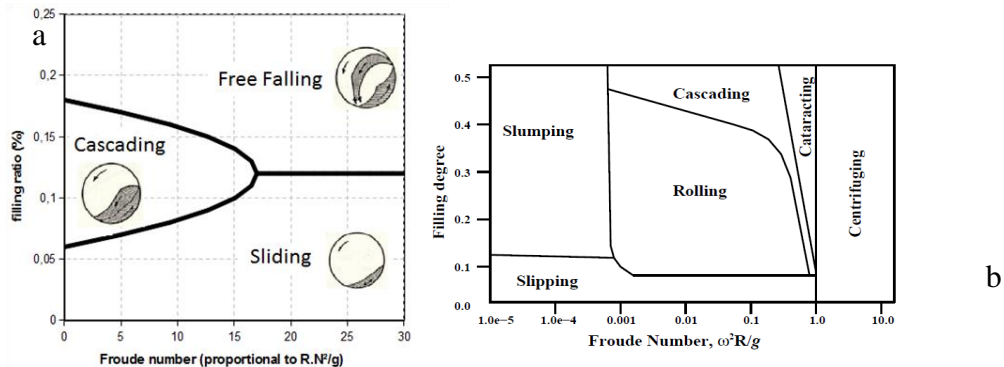 a
0,25
0,2
0,15
0,1
0,05
0
filling ratio (%)
Free Falling
Cascading
Sliding
0 5 10 15 20 25 30
Froude number (proportional to R.N²/g)
0.5
0.4
0.3
0.2
0.1
0.0
Filling degree
Slumping
Cascading
Cataracting
Rolling
Centrifuging
Slipping
1.0e-5 1.0e-4 0.001 0.01 0.1 1.0 10.0
Froude Number, ω²R/g
b